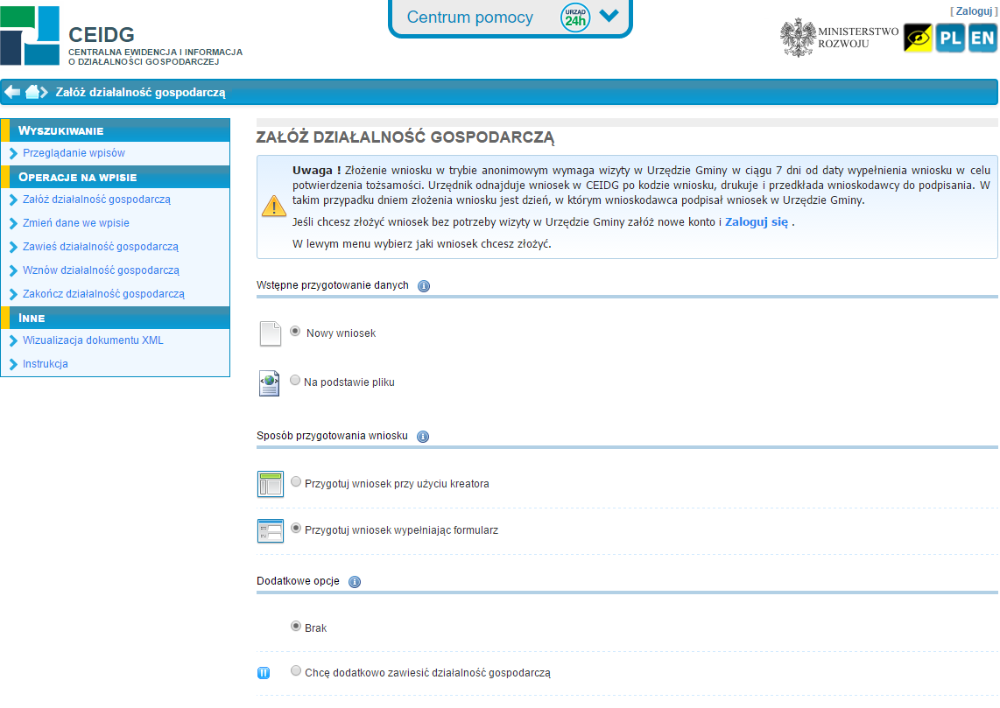 Centrum pomocy
URZĄD
24h
[ Zaloguj ]
CEIDG
CENTRALNA EWIDENCJA I INFORMACJA
O DZIAŁALNOŚCI GOSPODARCZEJ
MINISTERSTWO
ROZWOJU
PL EN
Załóż działalność gospodarczą
WYSZUKIWANIE
Przeglądanie wpisów
OPERACJE NA WPISIE
Załóż działalność gospodarczą
Zmień dane we wpisie
Zawieś działalność gospodarczą
Wznów działalność gospodarczą
Zakończ działalność gospodarczą
INNE
Wizualizacja dokumentu XML
Instrukcja
ZAŁÓŻ DZIAŁALNOŚĆ GOSPODARCZĄ
Uwaga ! Złożenie wniosku w trybie anonimowym wymaga wizyty w Urzędzie Gminy w ciągu 7 dni od daty wypełnienia wniosku w celu
potwierdzenia tożsamości. Urzędnik odnajduje wniosek w CEIDG po kodzie wniosku, drukuje i przedkłada wnioskodawcy do podpisania. W
takim przypadku dniem złożenia wniosku jest dzień, w którym wnioskodawca podpisał wniosek w Urzędzie Gminy.
Jeśli chcesz złożyć wniosek bez potrzeby wizyty w Urzędzie Gminy załóż nowe konto i Zaloguj się .
W lewym menu wybierz jaki wniosek chcesz złożyć.
Wstępne przygotowanie danych
Nowy wniosek
Na podstawie pliku
Sposób przygotowania wniosku
Przygotuj wniosek przy użyciu kreatora
Przygotuj wniosek wypełniając formularz
Dodatkowe opcje
Brak
Chcę dodatkowo zawiesić działalność gospodarczą